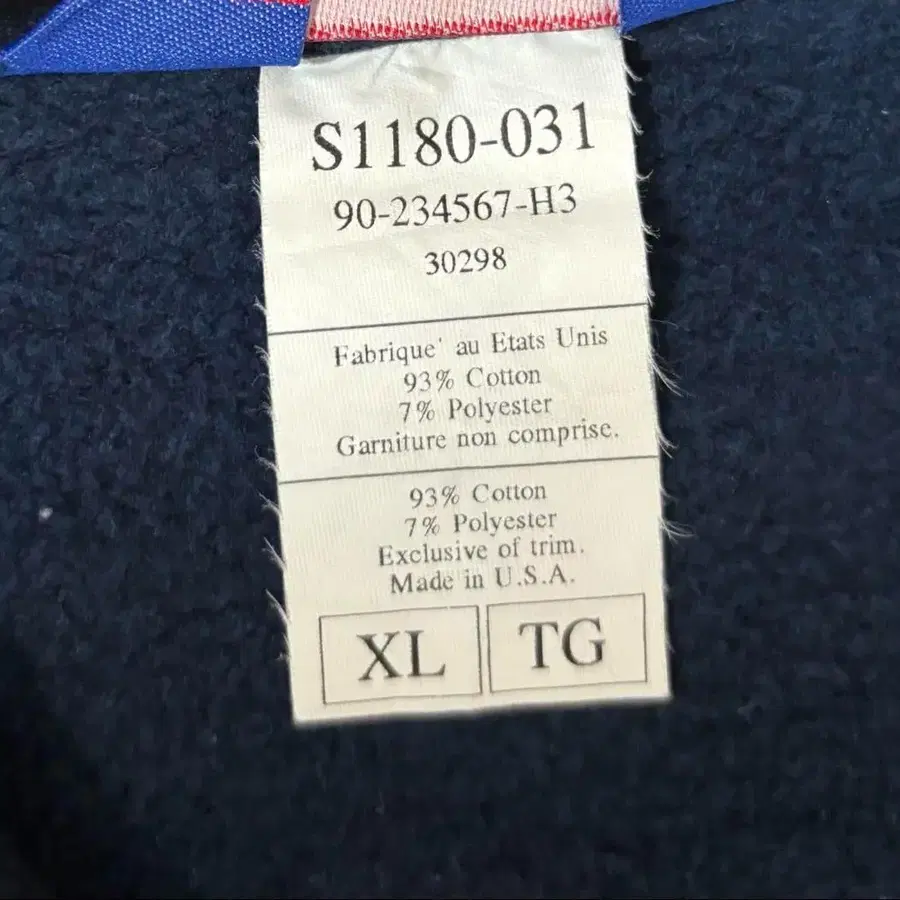 S1180-031
90-234567-H3
30298
Fabrique' au Etats Unis
93% Cotton
7% Polyester
Garniture non comprise.
93% Cotton
7% Polyester
Exclusive of trim.
Made in U.S.A.
XL TG